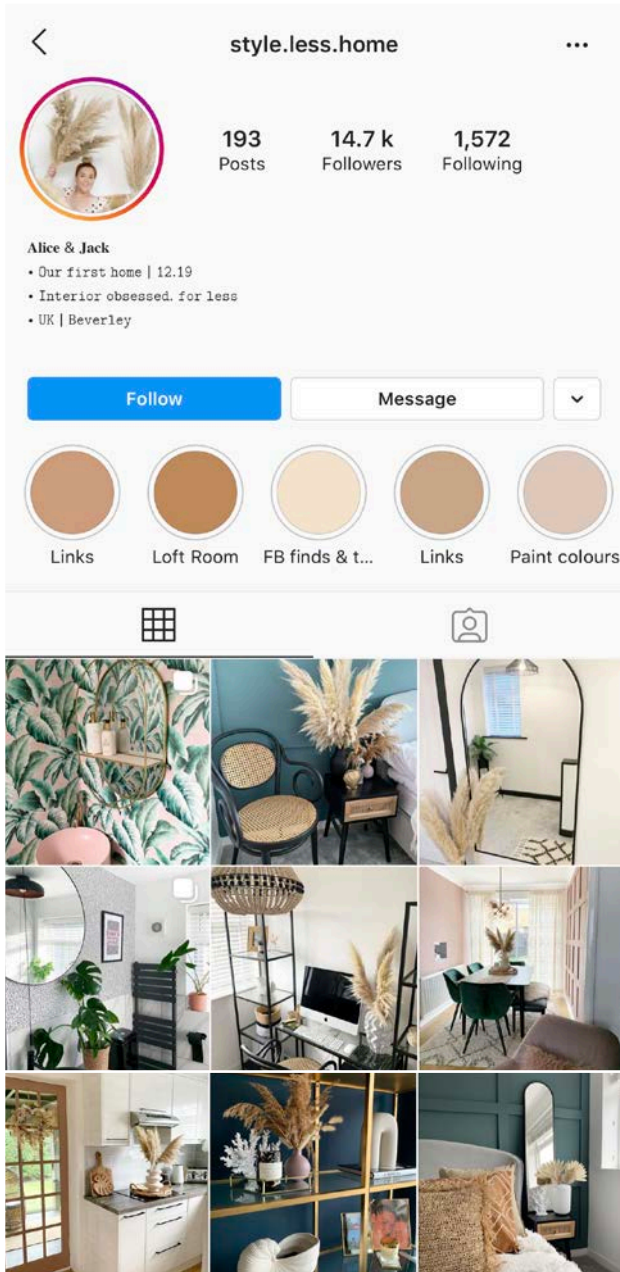 style.less.home
193
14.7 k
1,572
Posts
Followers
Following
Alice & Jack
• Our first home | 12.19
• Interior obsessed. for less
• UK | Beverley
Follow
Message
Links
Loft Room
FB finds & t...
Links
Paint colours